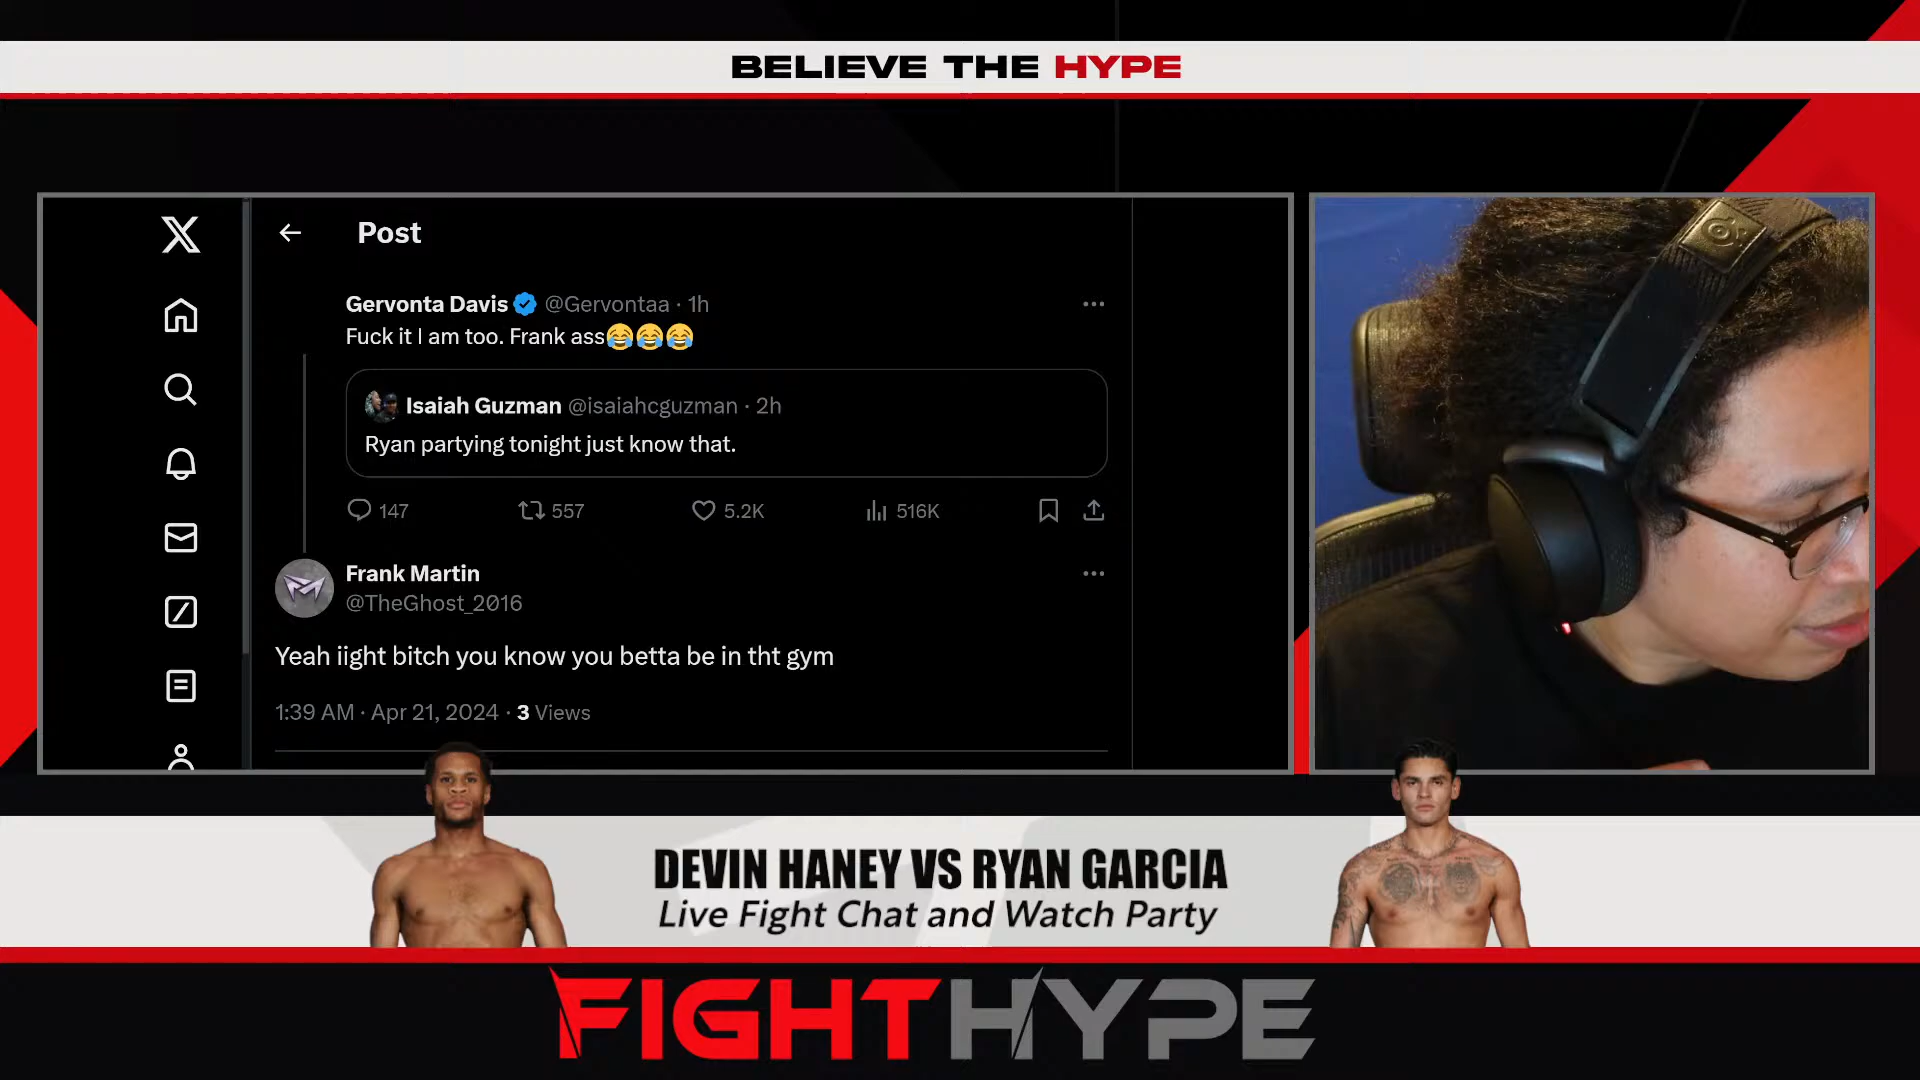 BELIEVE THE HYPE
Post
Gervonta Davis @Gervontaa · 1h
Fuck it I am too. Frank ass😂😂😂
Isaiah Guzman @isaiahcguzman · 2h
Ryan partying tonight just know that.
147 557 5.2K 516K
Frank Martin
@TheGhost_2016
Yeah iight bitch you know you betta be in tht gym
1:39 AM · Apr 21, 2024 · 3 Views
DEVIN HANEY VS RYAN GARCIA
Live Fight Chat and Watch Party
FIGHTHYPE